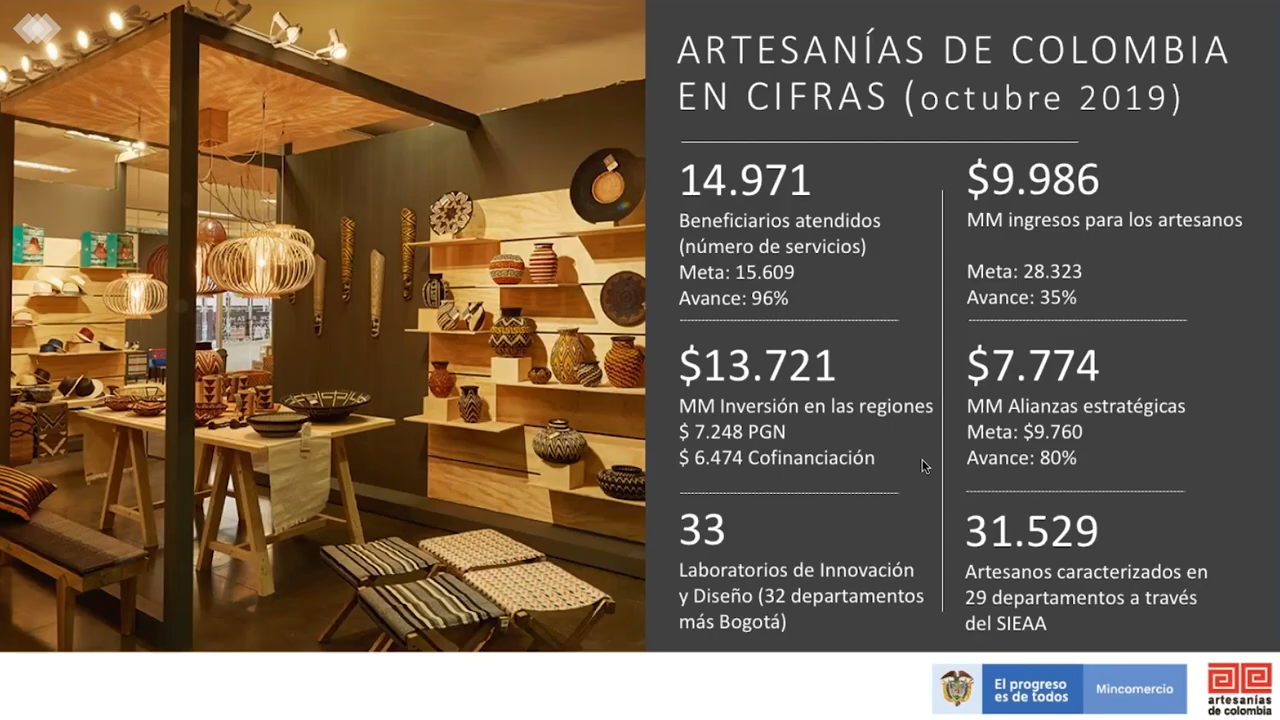 ARTESANÍAS DE COLOMBIA
EN CIFRAS (octubre 2019)
14.971
Beneficiarios atendidos
(número de servicios)
Meta: 15.609
Avance: 96%
$9.986
MM ingresos para los artesanos
Meta: 28.323
Avance: 35%
$13.721
MM Inversión en las regiones
$ 7.248 PGN
$ 6.474 Cofinanciación
$7.774
MM Alianzas estratégicas
Meta: $9.760
Avance: 80%
33
Laboratorios de Innovación
y Diseño (32 departamentos
más Bogotá)
31.529
Artesanos caracterizados en
29 departamentos a través
del SIEAA
El progreso
es de todos
Mincomercio
artesanías
de colombia